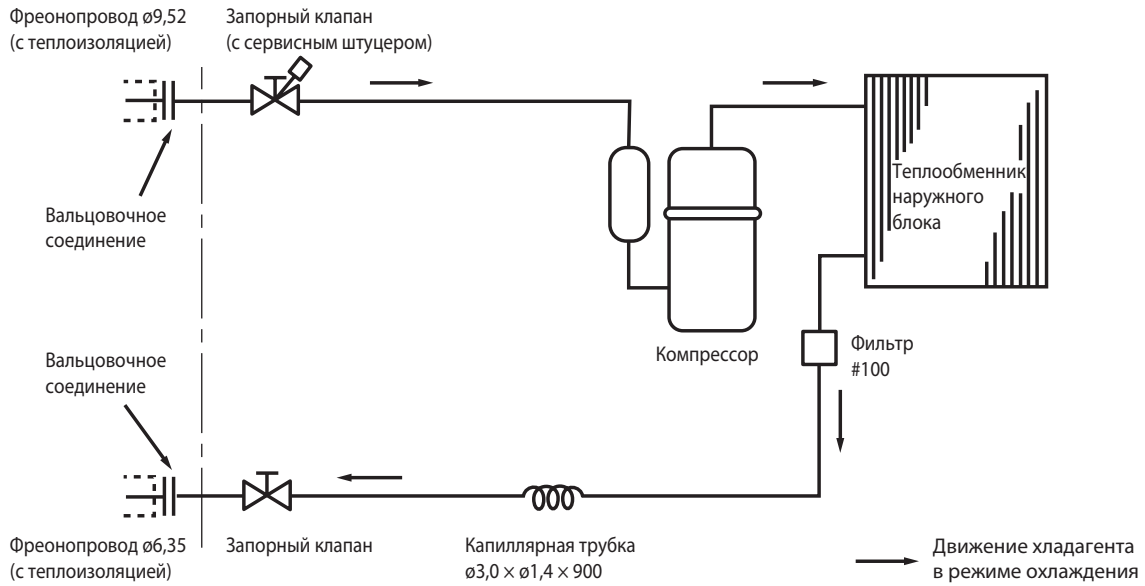 Фреонопровод ø9,52
(с теплоизоляцией)
Запорный клапан
(с сервисным штуцером)
Вальцовочное
соединение
Теплообменник
наружного
блока
Компрессор
Фильтр
#100
Вальцовочное
соединение
Фреонопровод ø6,35
(с теплоизоляцией)
Запорный клапан
Капиллярная трубка
ø3,0 × ø1,4 × 900
Движение хладагента
в режиме охлаждения